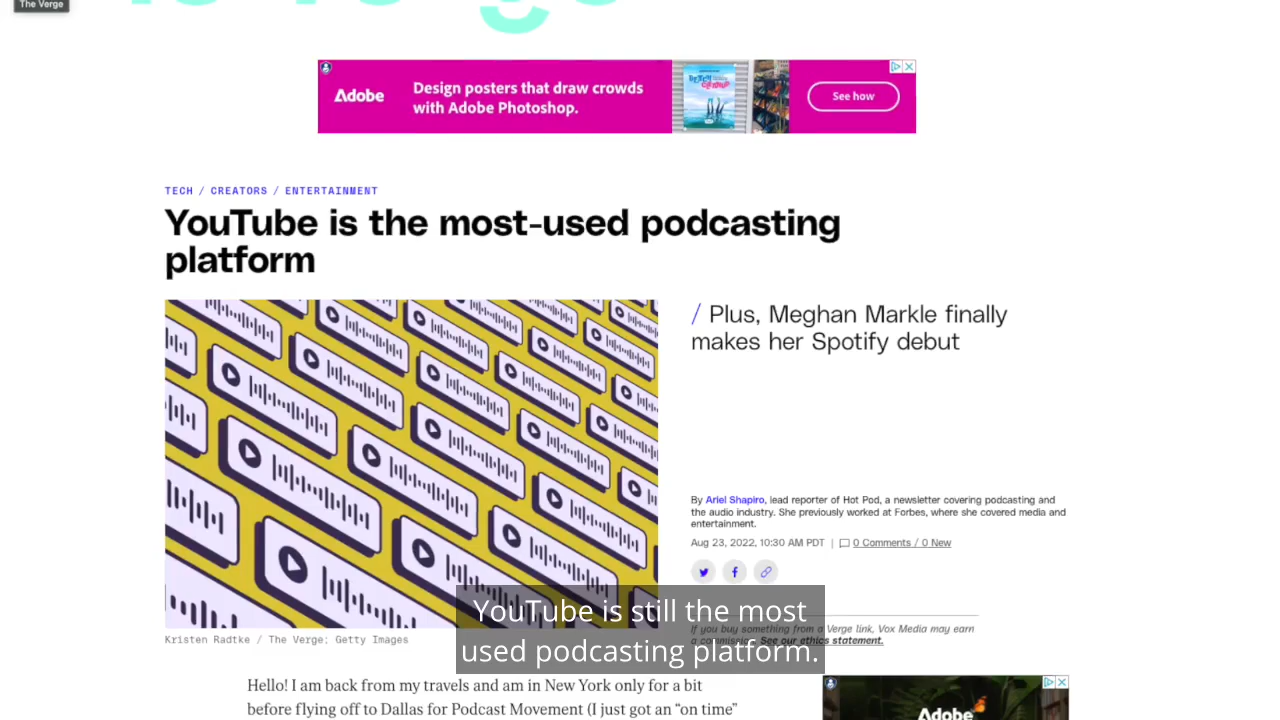 The Verge
Adobe
Design posters that draw crowds
with Adobe Photoshop.
See how
TECH / CREATORS / ENTERTAINMENT
YouTube is the most-used podcasting
platform
/ Plus, Meghan Markle finally
makes her Spotify debut
By Ariel Shapiro, lead reporter of Hot Pod, a newsletter covering podcasting and
the audio industry. She previously worked at Forbes, where she covered media and
entertainment.
Aug 23, 2022, 10:30 AM PDT | 0 Comments / 0 New
If you buy something from a Verge link, Vox Media may earn
a commission. See our ethics statement.
Kristen Radtke / The Verge; Getty Images
YouTube is still the most
used podcasting platform.
Hello! I am back from my travels and am in New York only for a bit
before flying off to Dallas for Podcast Movement (I just got an “on time”
Adobe